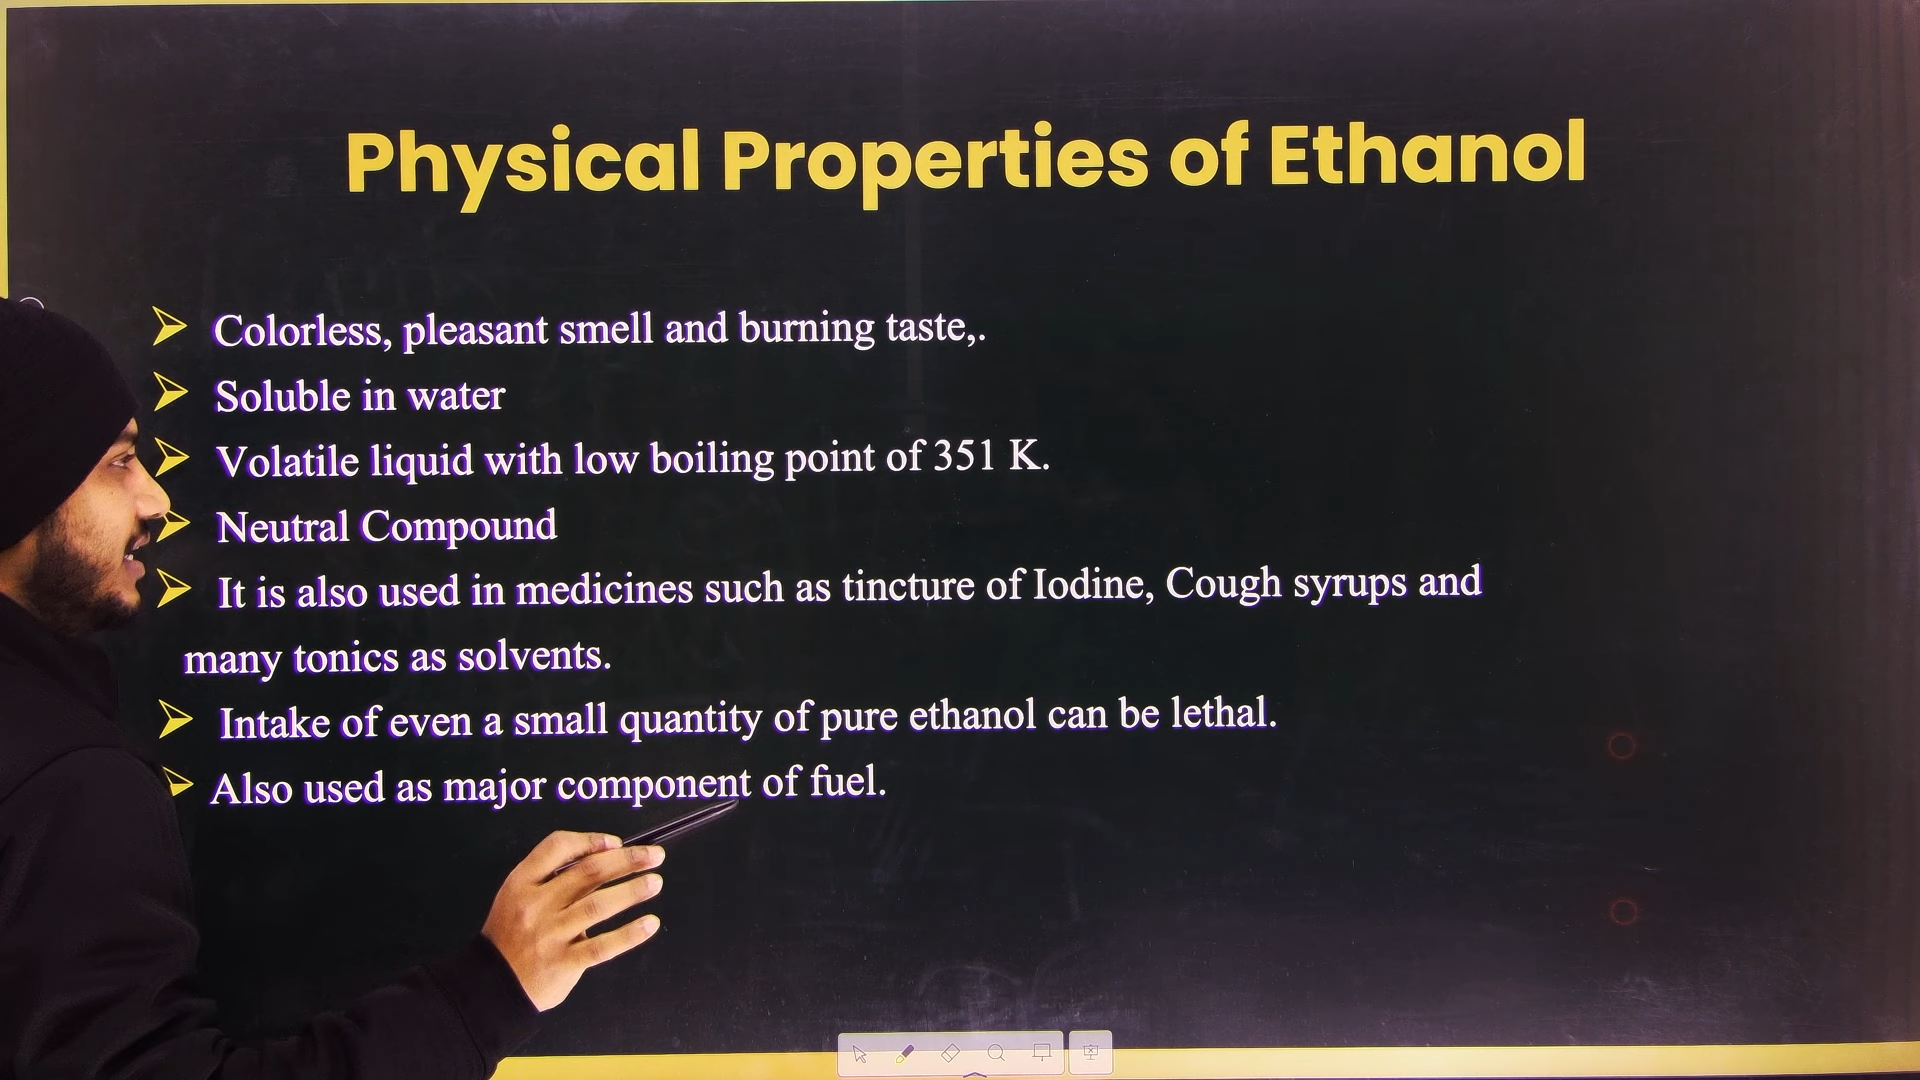 Physical Properties of Ethanol
Colorless, pleasant smell and burning taste,.
Soluble in water
Volatile liquid with low boiling point of 351 K.
Neutral Compound
It is also used in medicines such as tincture of Iodine, Cough syrups and
many tonics as solvents.
Intake of even a small quantity of pure ethanol can be lethal.
Also used as major component of fuel.